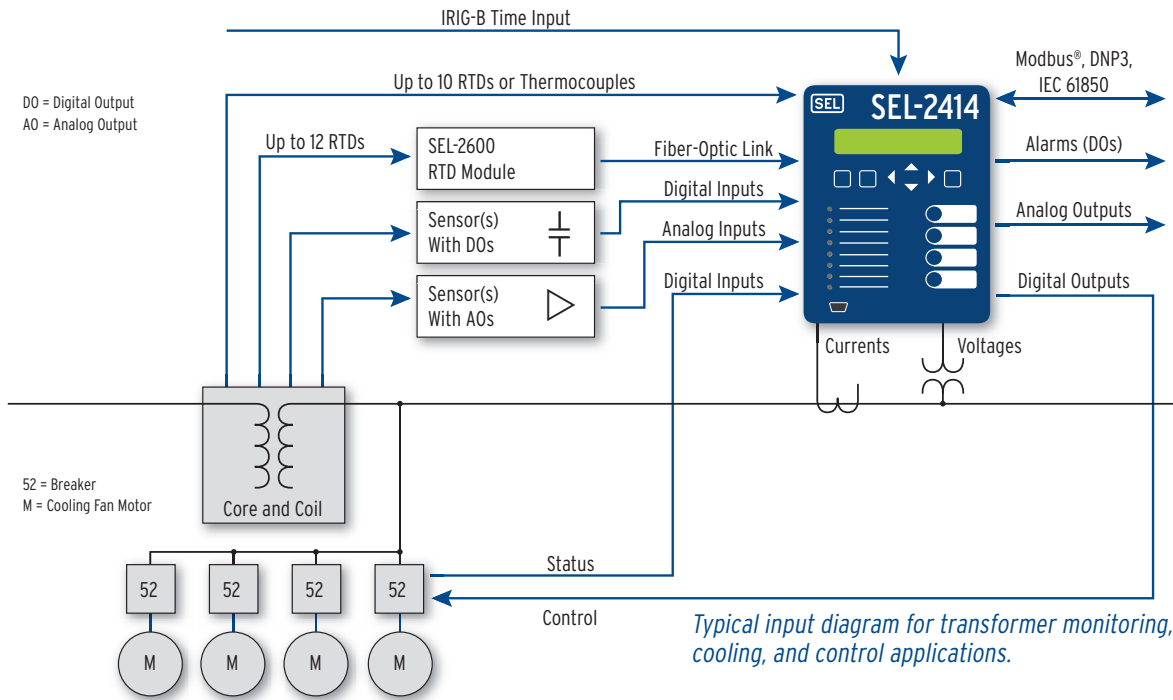 IRIG-B Time Input
Up to 10 RTDs or Thermocouples
Modbus®, DNP3,
IEC 61850
DO = Digital Output
AO = Analog Output
SEL
SEL-2414
Up to 12 RTDs
SEL-2600
RTD Module
Fiber-Optic Link
Alarms (DOs)
Sensor(s)
With DOs
Digital Inputs
Analog Inputs
Analog Outputs
Sensor(s)
With AOs
Digital Inputs
Digital Outputs
Currents
Voltages
52 = Breaker
M = Cooling Fan Motor
Core and Coil
Status
52
52
52
52
Control
M
M
M
M
Typical input diagram for transformer monitoring,
cooling, and control applications.